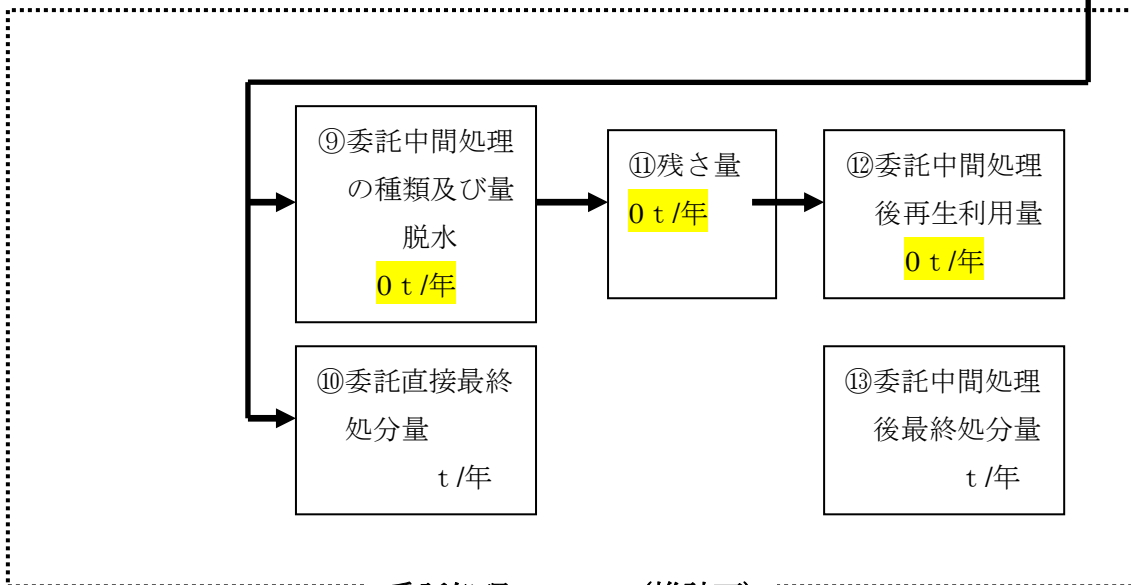 ⑨委託中間処理
の種類及び量
脱水
0ｔ/年
⑪残さ量
0ｔ/年
⑫委託中間処理
後再生利用量
0ｔ/年
⑩委託直接最終
処分量
ｔ/年
⑬委託中間処理
後最終処分量
ｔ/年